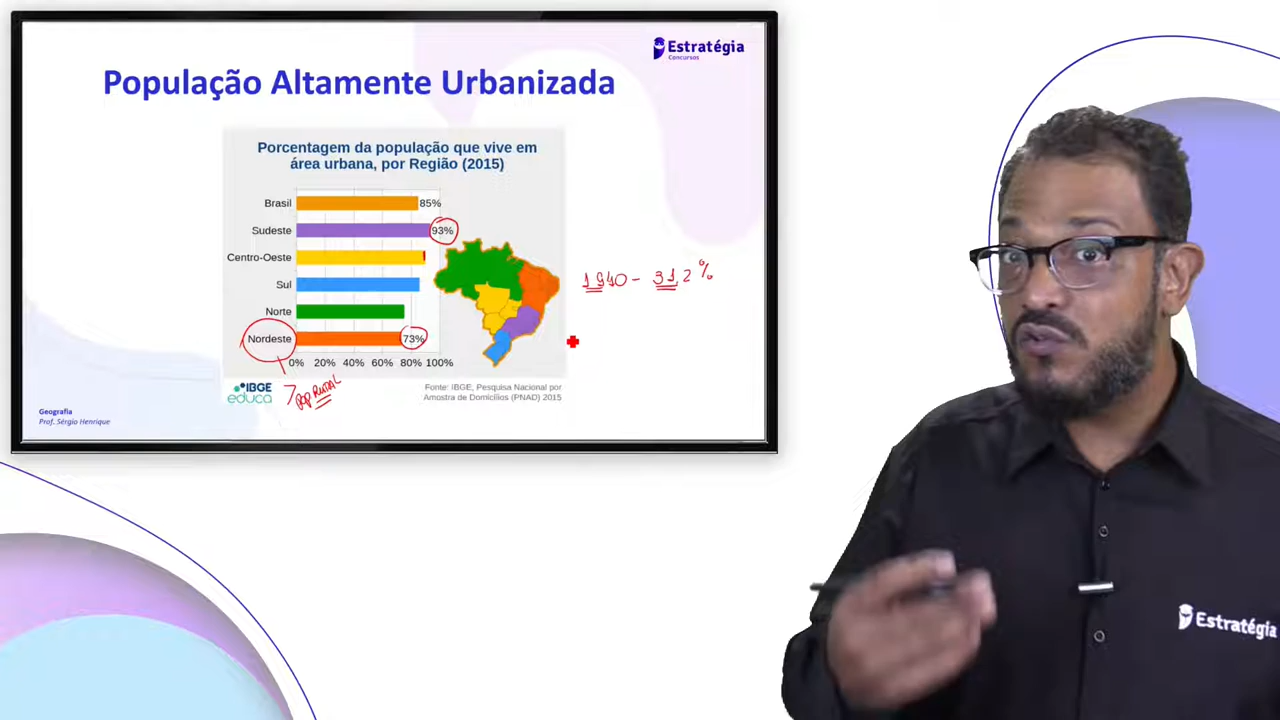 Estratégia
Concursos
População Altamente Urbanizada
Porcentagem da população que vive em
área urbana, por Região (2015)
Brasil 85%
Sudeste 93%
Centro-Oeste
Sul
Norte
Nordeste 73%
0% 20% 40% 60% 80% 100%
1940 - 31,2%
> POP RURAL
IBGE
educa
Fonte: IBGE, Pesquisa Nacional por
Amostra de Domicílios (PNAD) 2015
Geografia
Prof. Sérgio Henrique
Estratégia